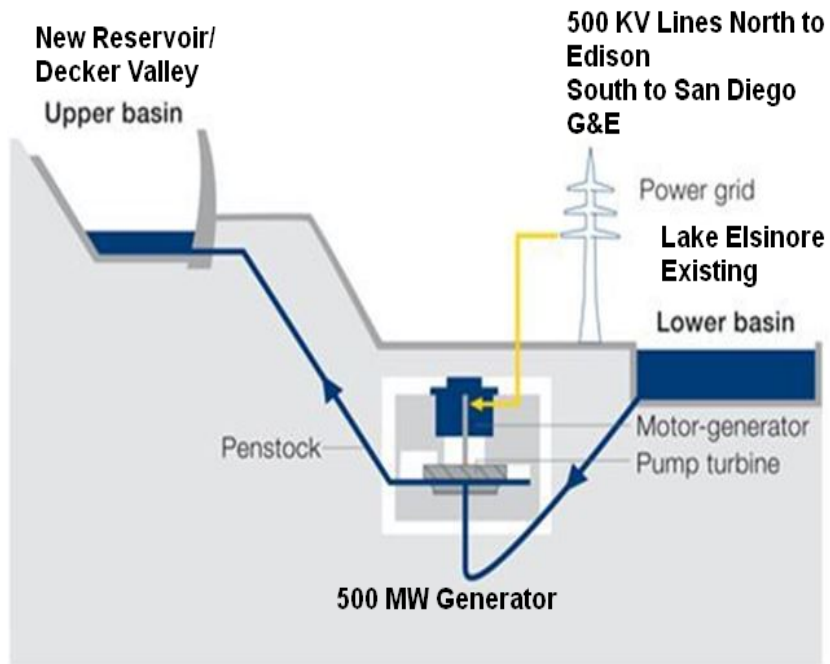 New Reservoir/
Decker Valley
Upper basin
500 KV Lines North to
Edison
South to San Diego
G&E
Power grid
Lake Elsinore
Existing
Lower basin
Motor-generator
Pump turbine
Penstock
500 MW Generator